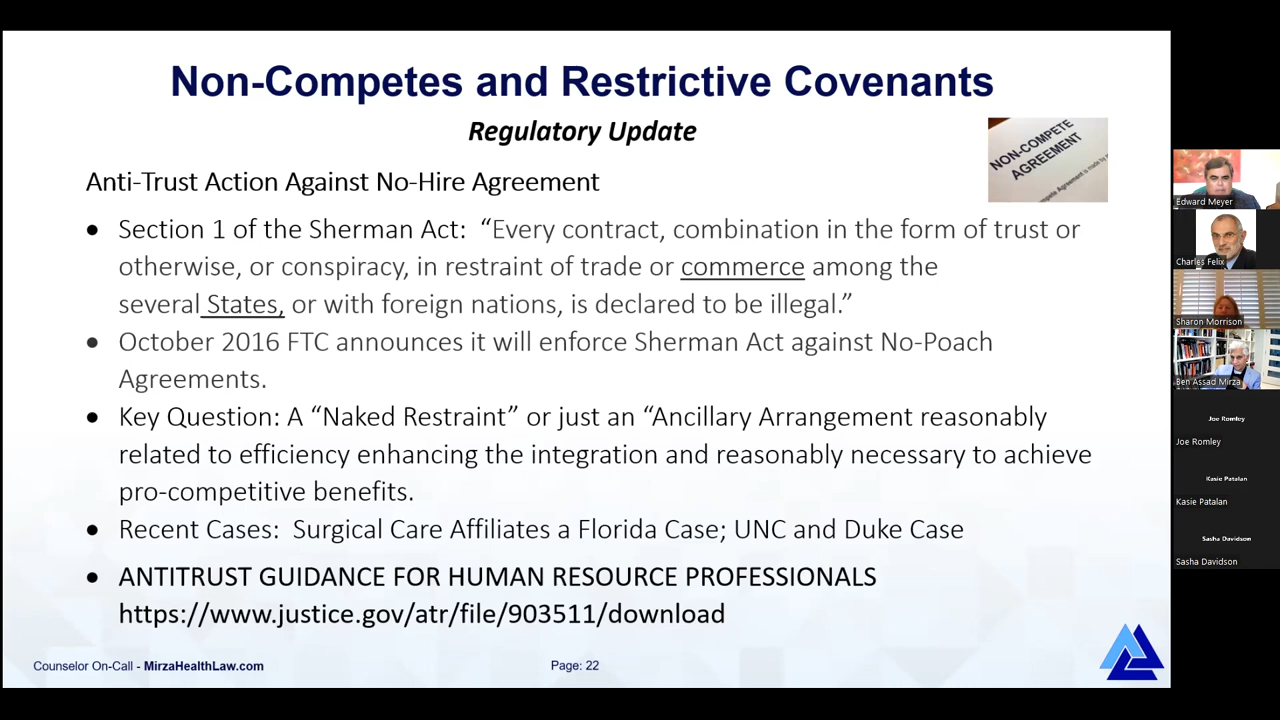 Non-Competes and Restrictive Covenants
Regulatory Update
NON-COMPETE
AGREEMENT
Anti-Trust Action Against No-Hire Agreement
• Section 1 of the Sherman Act: “Every contract, combination in the form of trust or
otherwise, or conspiracy, in restraint of trade or commerce among the
several States, or with foreign nations, is declared to be illegal.”
• October 2016 FTC announces it will enforce Sherman Act against No-Poach
Agreements.
• Key Question: A “Naked Restraint” or just an “Ancillary Arrangement reasonably
related to efficiency enhancing the integration and reasonably necessary to achieve
pro-competitive benefits.
• Recent Cases: Surgical Care Affiliates a Florida Case; UNC and Duke Case
• ANTITRUST GUIDANCE FOR HUMAN RESOURCE PROFESSIONALS
https://www.justice.gov/atr/file/903511/download
Counselor On-Call - MirzaHealthLaw.com
Page: 22
Edward Meyer
Charles Felix
Sharon Morrison
Ben Assad Mirza
Joe Romley
Joe Romley
Kasie Patalan
Kasie Patalan
Sasha Davidson
Sasha Davidson